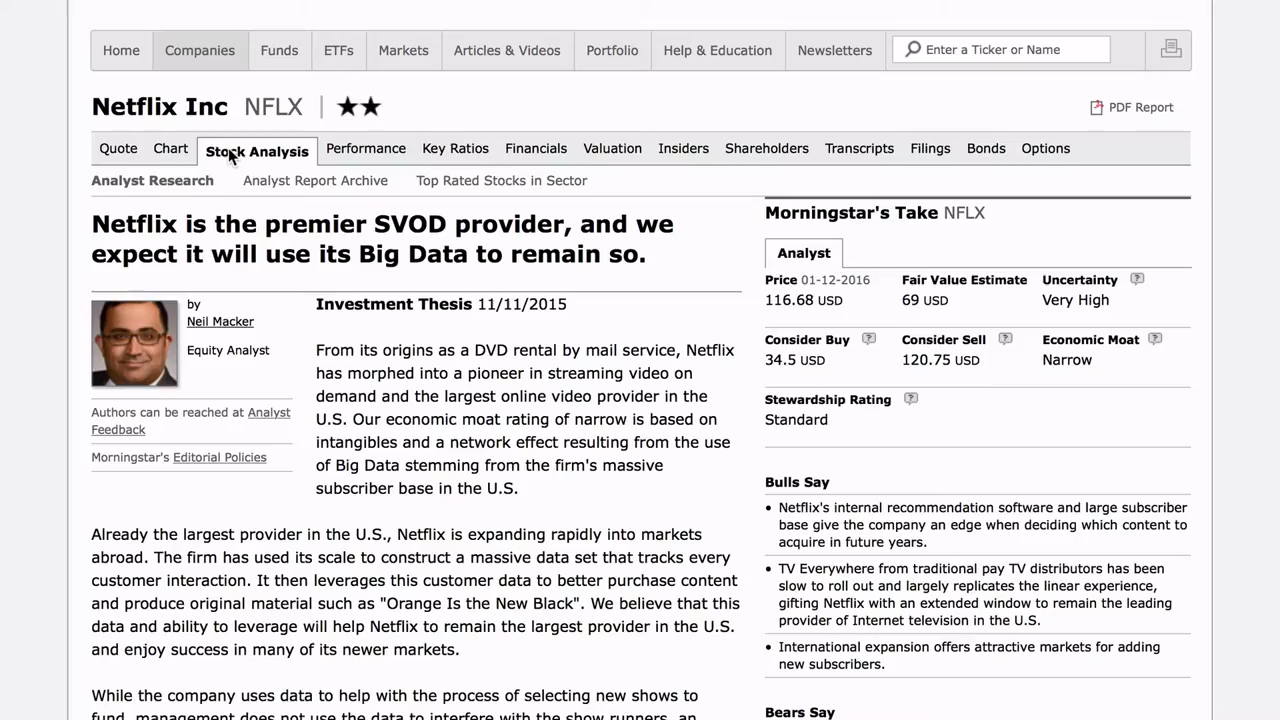 Home Companies Funds ETFs Markets Articles & Videos Portfolio Help & Education Newsletters Enter a Ticker or Name
Netflix Inc NFLX ★★
PDF Report
Quote Chart Stock Analysis Performance Key Ratios Financials Valuation Insiders Shareholders Transcripts Filings Bonds Options
Analyst Research Analyst Report Archive Top Rated Stocks in Sector
Netflix is the premier SVOD provider, and we
expect it will use its Big Data to remain so.
by
Neil Macker
Equity Analyst
Authors can be reached at Analyst
Feedback
Morningstar's Editorial Policies
Investment Thesis 11/11/2015
From its origins as a DVD rental by mail service, Netflix
has morphed into a pioneer in streaming video on
demand and the largest online video provider in the
U.S. Our economic moat rating of narrow is based on
intangibles and a network effect resulting from the use
of Big Data stemming from the firm's massive
subscriber base in the U.S.
Already the largest provider in the U.S., Netflix is expanding rapidly into markets
abroad. The firm has used its scale to construct a massive data set that tracks every
customer interaction. It then leverages this customer data to better purchase content
and produce original material such as "Orange Is the New Black". We believe that this
data and ability to leverage will help Netflix to remain the largest provider in the U.S.
and enjoy success in many of its newer markets.
While the company uses data to help with the process of selecting new shows to
fund, management does not use the data to interfere with the show runners, an
Morningstar's Take NFLX
Analyst
Price 01-12-2016 Fair Value Estimate Uncertainty
116.68 USD 69 USD Very High
Consider Buy Consider Sell Economic Moat
34.5 USD 120.75 USD Narrow
Stewardship Rating
Standard
Bulls Say
• Netflix's internal recommendation software and large subscriber
base give the company an edge when deciding which content to
acquire in future years.
• TV Everywhere from traditional pay TV distributors has been
slow to roll out and largely replicates the linear experience,
gifting Netflix with an extended window to remain the leading
provider of Internet television in the U.S.
• International expansion offers attractive markets for adding
new subscribers.
Bears Say